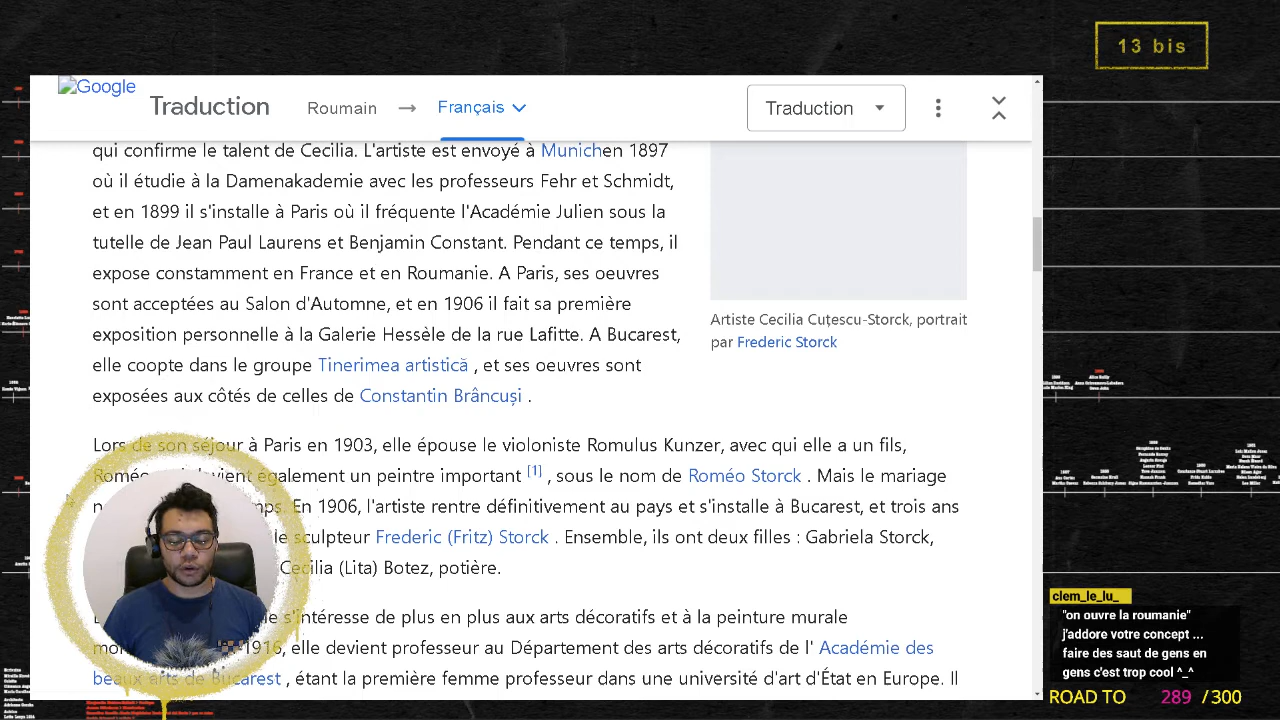 13 bis
Google
Traduction
Roumain → Français
Traduction
qui confirme le talent de Cecilia. L'artiste est envoyé à Munichen 1897
où il étudie à la Damenakademie avec les professeurs Fehr et Schmidt,
et en 1899 il s'installe à Paris où il fréquente l'Académie Julien sous la
tutelle de Jean Paul Laurens et Benjamin Constant. Pendant ce temps, il
expose constamment en France et en Roumanie. A Paris, ses oeuvres
sont acceptées au Salon d'Automne, et en 1906 il fait sa première
exposition personnelle à la Galerie Hessèle de la rue Lafitte. A Bucarest,
elle coopte dans le groupe Tinerimea artistică , et ses oeuvres sont
exposées aux côtés de celles de Constantin Brâncuși .
Artiste Cecilia Cuțescu-Storck, portrait
par Frederic Storck
Lors de son séjour à Paris en 1903, elle épouse le violoniste Romulus Kunzer, avec qui elle a un fils,
Roméo, également un peintre important [1] sous le nom de Roméo Storck . Mais le mariage
En 1906, l'artiste rentre définitivement au pays et s'installe à Bucarest, et trois ans
le sculpteur Frederic (Fritz) Storck . Ensemble, ils ont deux filles : Gabriela Storck,
Cecilia (Lita) Botez, potière.
s'intéresse de plus en plus aux arts décoratifs et à la peinture murale
1916, elle devient professeur au Département des arts décoratifs de l' Académie des
beaux arts de Bucarest , étant la première femme professeur dans une université d'art d'État en Europe. Il
clem_le_lu_
"on ouvre la roumanie"
j'addore votre concept ...
faire des saut de gens en
gens c'est trop cool ^_^
ROAD TO 289 /300